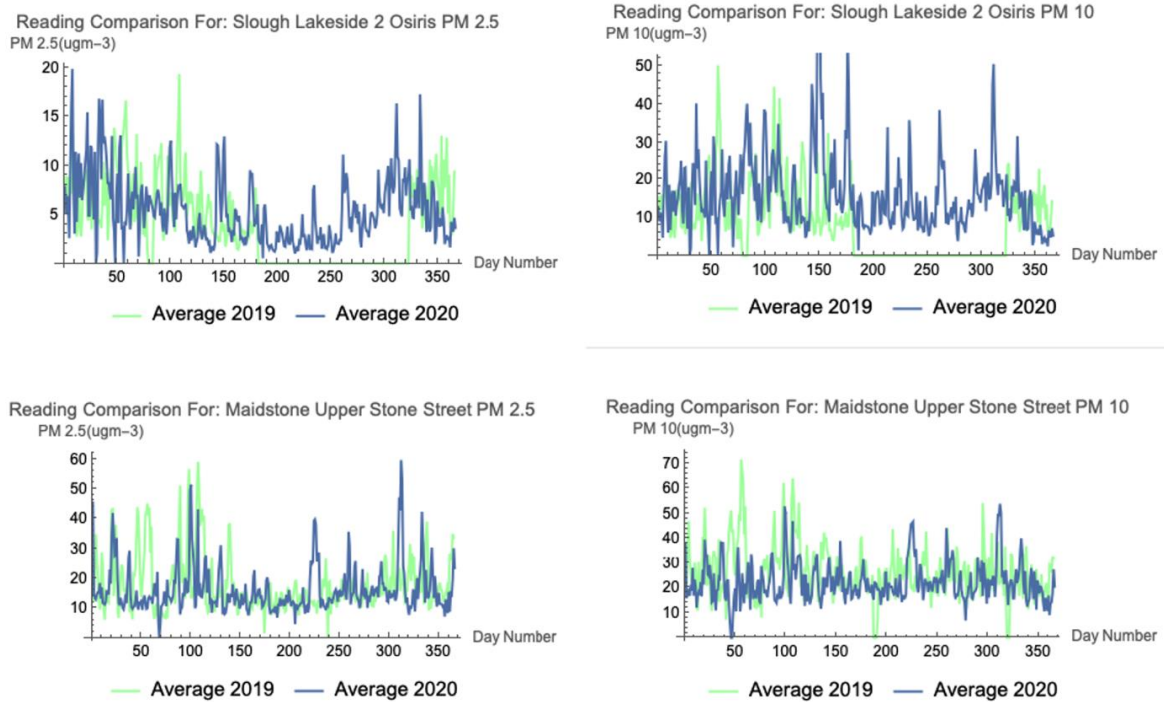 Reading Comparison For: Slough Lakeside 2 Osiris PM 2.5
PM 2.5(ugm−3)
20
15
10
5
50 100 150 200 250 300 350
Day Number
Average 2019 Average 2020
Reading Comparison For: Slough Lakeside 2 Osiris PM 10
PM 10(ugm−3)
50
40
30
20
10
50 100 150 200 250 300 350
Day Number
Average 2019 Average 2020
Reading Comparison For: Maidstone Upper Stone Street PM 2.5
PM 2.5(ugm−3)
60
50
40
30
20
10
50 100 150 200 250 300 350
Day Number
Average 2019 Average 2020
Reading Comparison For: Maidstone Upper Stone Street PM 10
PM 10(ugm−3)
70
60
50
40
30
20
10
50 100 150 200 250 300 350
Day Number
Average 2019 Average 2020